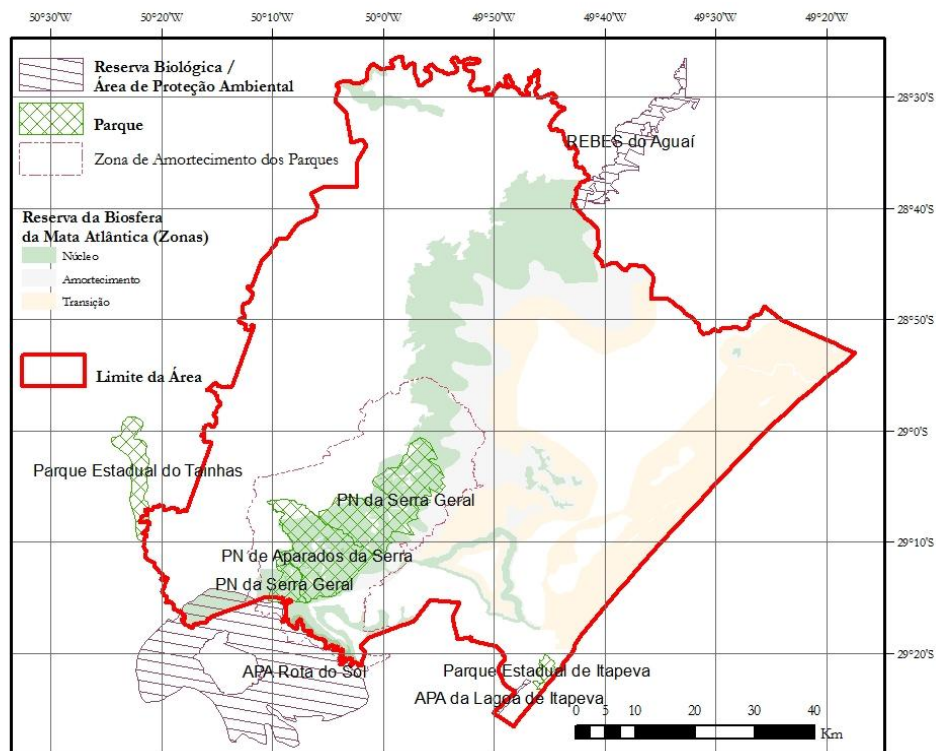 50°30'W 50°20'W 50°10'W 50°00'W 49°50'W 49°40'W 49°30'W 49°20'W
Reserva Biológica /
Área de Proteção Ambiental
Parque
Zona de Amortecimento dos Parques
Reserva da Biosfera
da Mata Atlântica (Zonas)
Núcleo
Amortecimento
Transição
Limite da Área
REBES do Aguaí
28°30'S
28°40'S
28°50'S
29°0'S
29°10'S
29°20'S
Parque Estadual do Tainhas
PN da Serra Geral
PN de Aparados da Serra
PN da Serra Geral
APA Rota do Sol
Parque Estadual de Itapeva
APA da Lagoa de Itapeva
0 5 10 20 30 40
Km